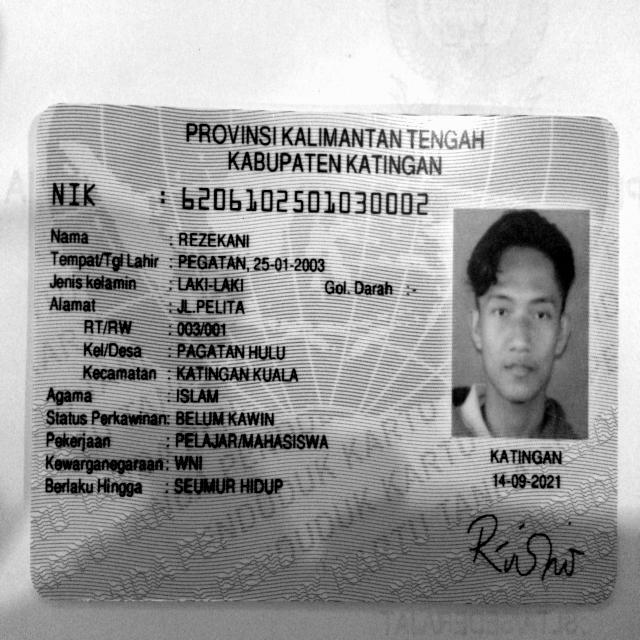 PROVINSI KALIMANTAN TENGAH
KABUPATEN KATINGAN
NIK : 6206102501030002
Nama : REZEKANI
Tempat/Tgl Lahir : PEGATAN, 25-01-2003
Jenis kelamin : LAKI-LAKI Gol. Darah :-
Alamat : JL.PELITA
RT/RW : 003/001
Kel/Desa : PAGATAN HULU
Kecamatan : KATINGAN KUALA
Agama : ISLAM
Status Perkawinan: BELUM KAWIN
Pekerjaan : PELAJAR/MAHASISWA
Kewarganegaraan: WNI
Berlaku Hingga : SEUMUR HIDUP
KATINGAN
14-09-2021